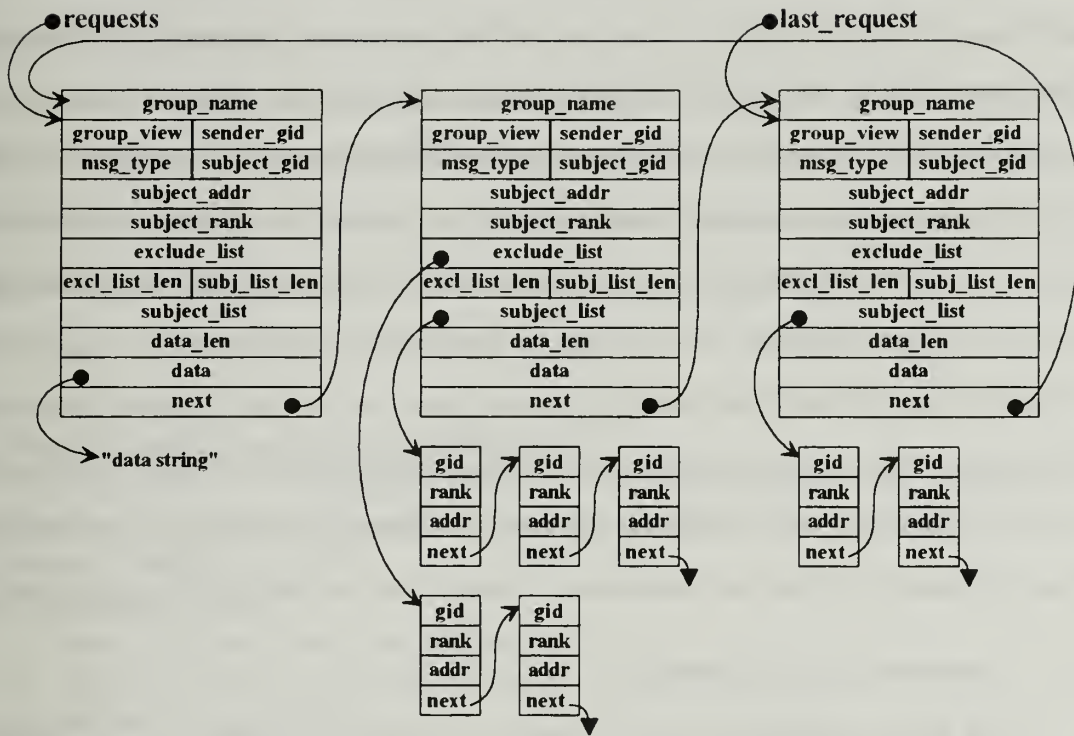 requests
last_request
group_name
group_view sender_gid
msg_type subject_gid
subject_addr
subject_rank
exclude_list
excl_list_len subj_list_len
subject_list
data_len
data
next
"data string"
group_name
group_view sender_gid
msg_type subject_gid
subject_addr
subject_rank
exclude_list
excl_list_len subj_list_len
subject_list
data_len
data
next
group_name
group_view sender_gid
msg_type subject_gid
subject_addr
subject_rank
exclude_list
excl_list_len subj_list_len
subject_list
data_len
data
next
gid
rank
addr
next
gid
rank
addr
next
gid
rank
addr
next
gid
rank
addr
next
gid
rank
addr
next
gid
rank
addr
next
gid
rank
addr
next